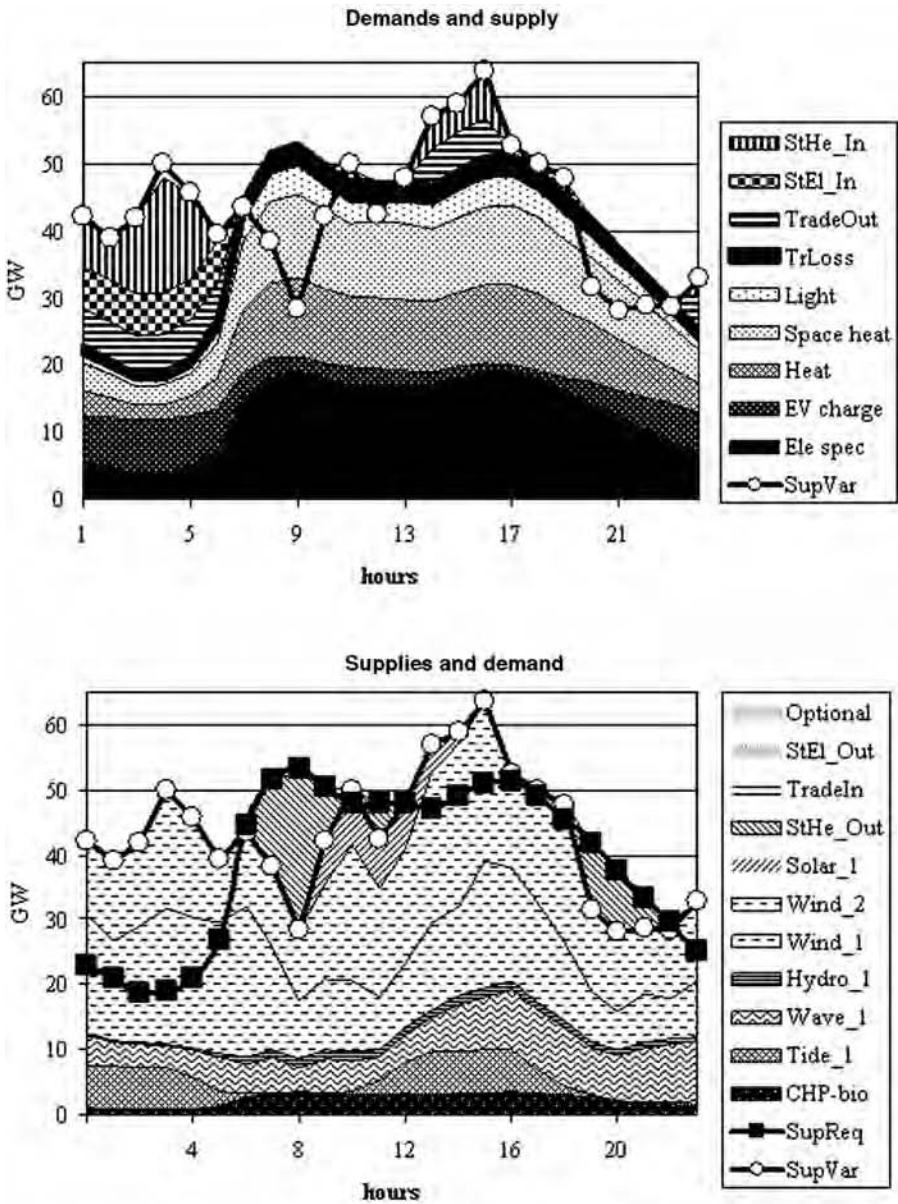 Demands and supply
60
50
40
30
20
10
0
GW
1 5 9 13 17 21
hours
StHe_In
StEl_In
TradeOut
TrLoss
Light
Space heat
Heat
EV charge
Ele spec
SupVar
Supplies and demand
60
50
40
30
20
10
0
GW
0 4 8 12 16 20
hours
Optional
StEl_Out
TradeIn
StHe_Out
Solar_1
Wind_2
Wind_1
Hydro_1
Wave_1
Tide_1
CHP-bio
SupReq
SupVar